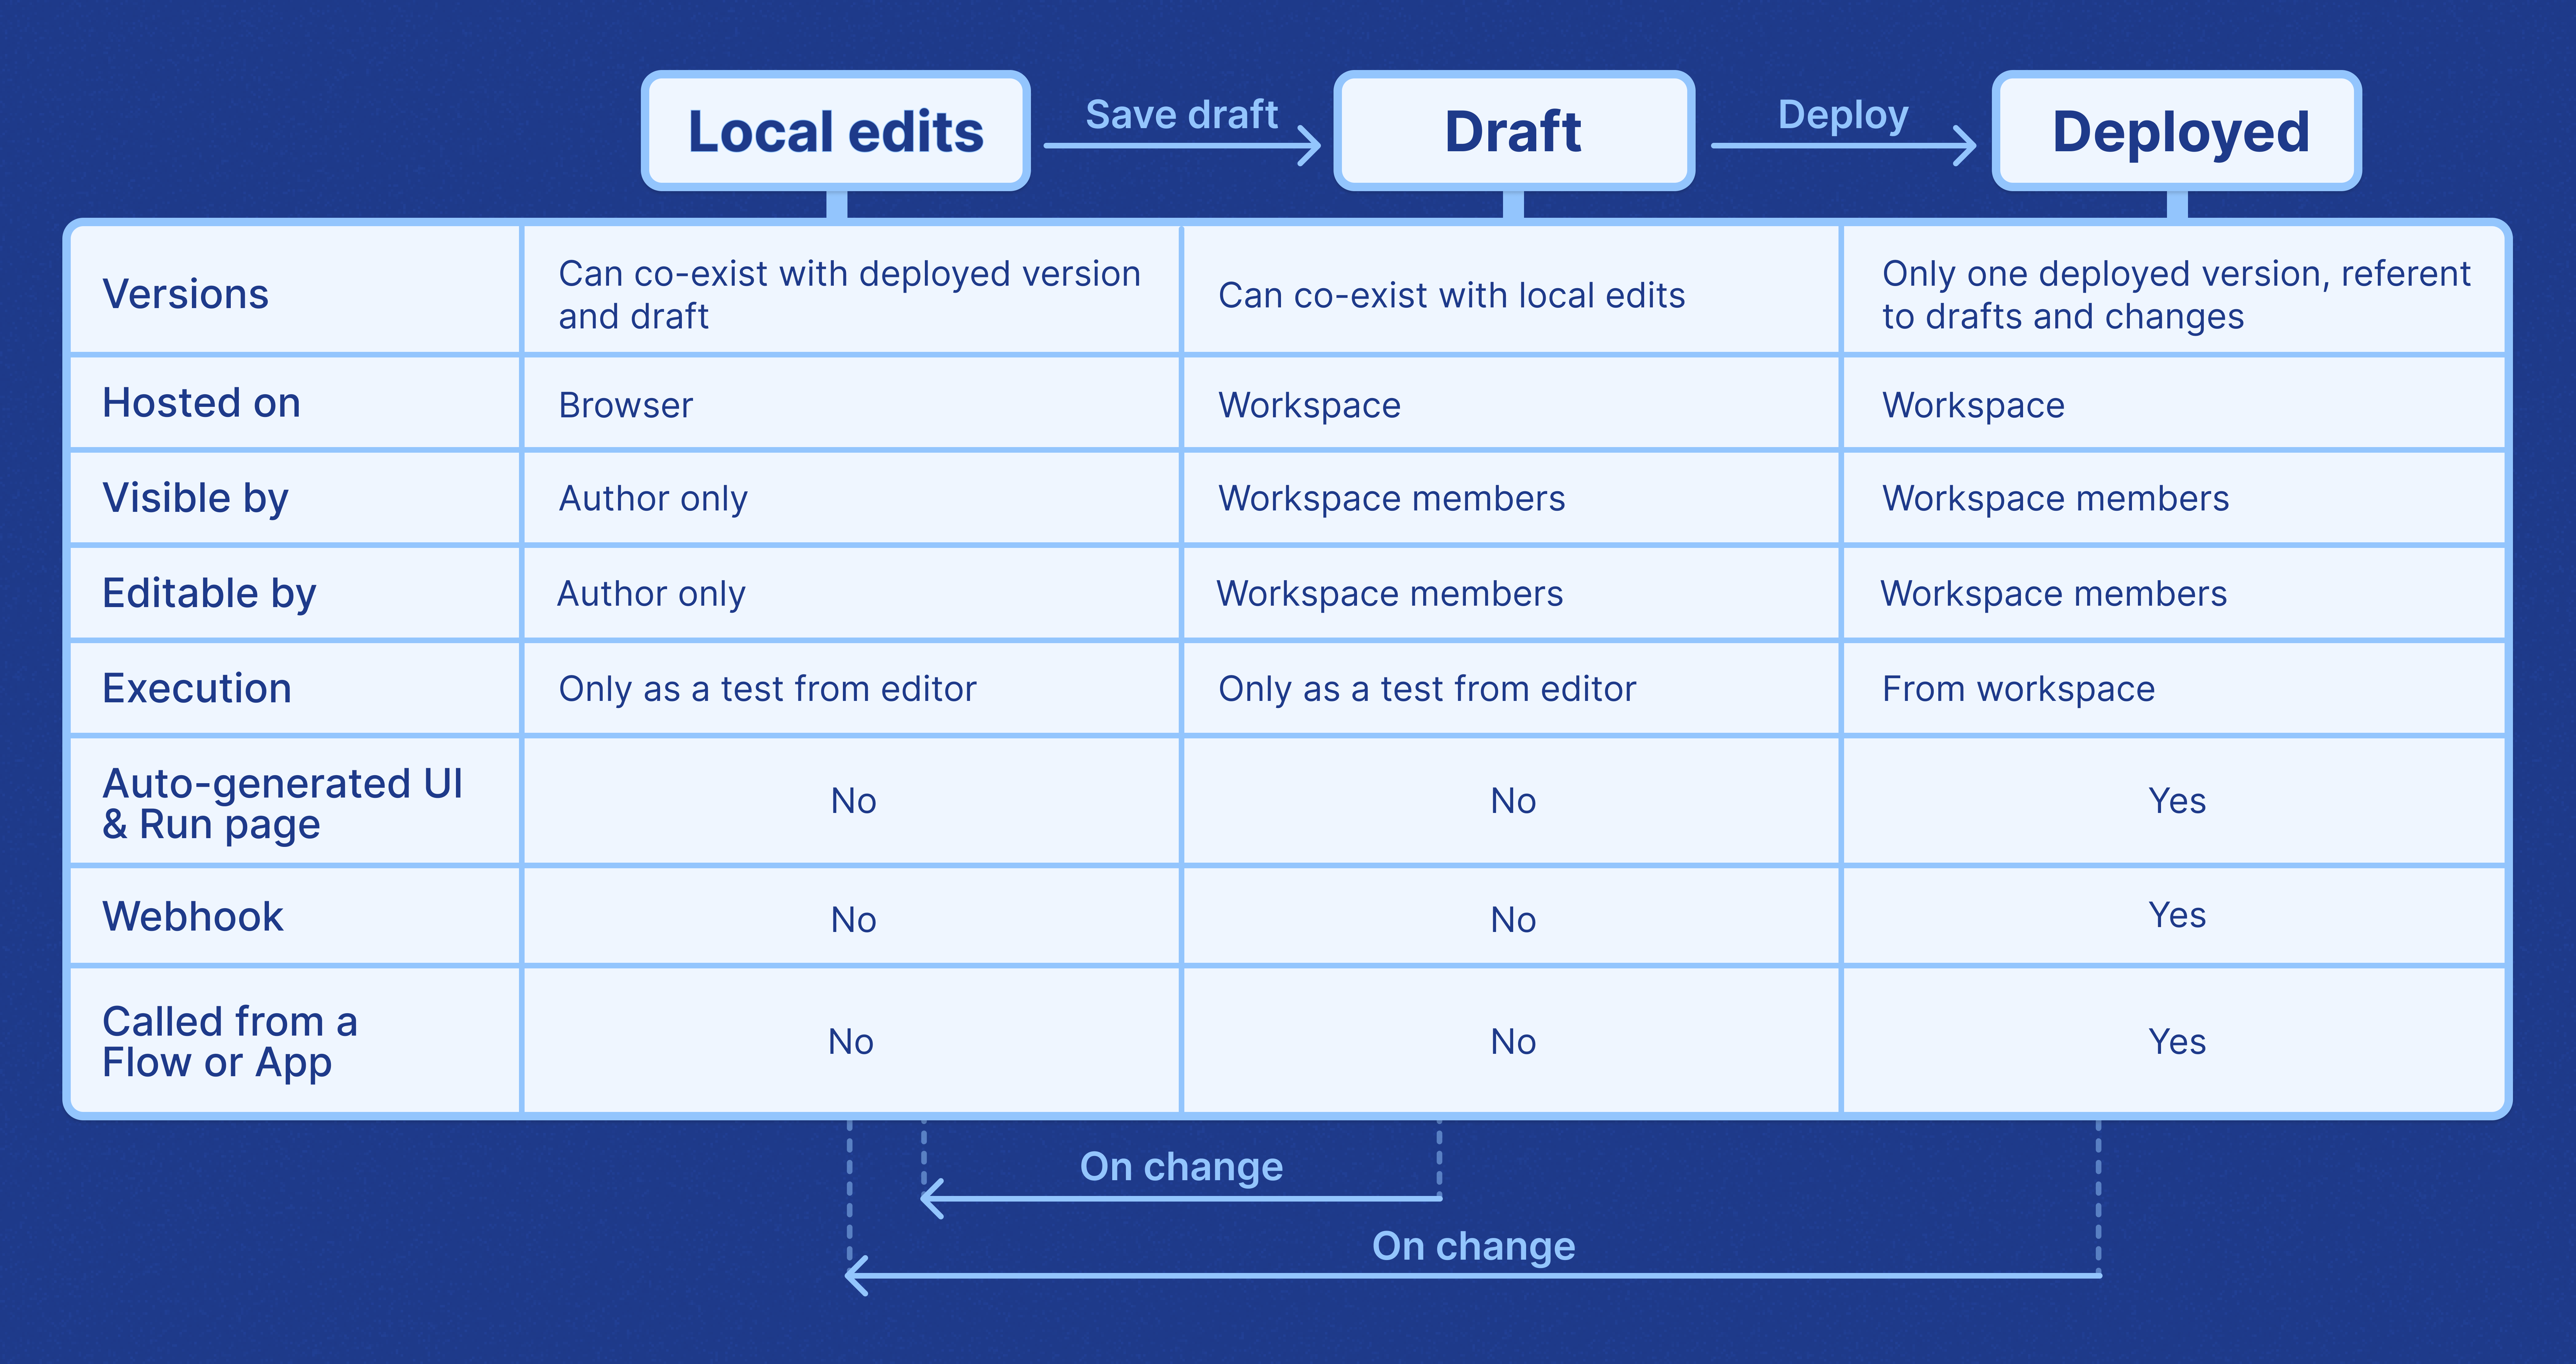 Local edits
Save draft
Draft
Deploy
Deployed
Versions
Can co-exist with deployed version
and draft
Can co-exist with local edits
Only one deployed version, referent
to drafts and changes
Hosted on
Browser
Workspace
Workspace
Visible by
Author only
Workspace members
Workspace members
Editable by
Author only
Workspace members
Workspace members
Execution
Only as a test from editor
Only as a test from editor
From workspace
Auto-generated UI
& Run page
No
No
Yes
Webhook
No
No
Yes
Called from a
Flow or App
No
No
Yes
On change
On change